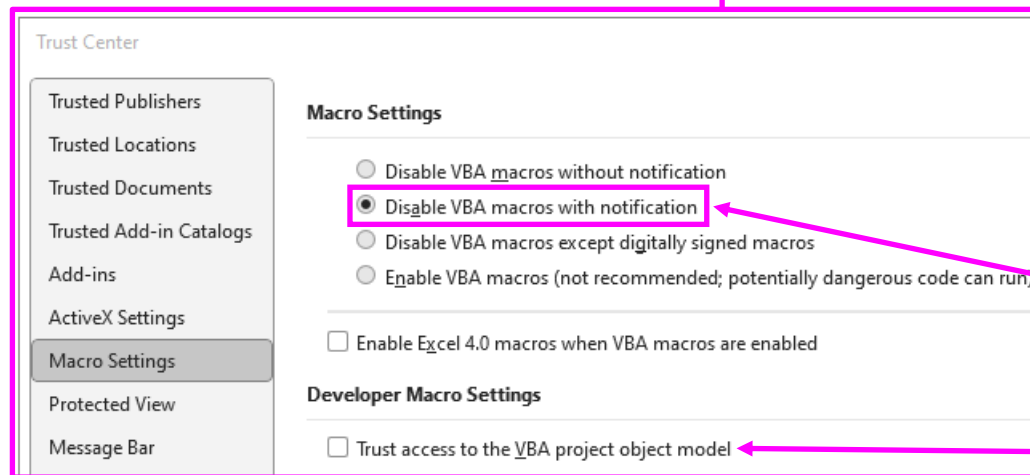 Trust Center
Trusted Publishers
Trusted Locations
Trusted Documents
Trusted Add-in Catalogs
Add-ins
ActiveX Settings
Macro Settings
Protected View
Message Bar
Macro Settings
Disable VBA macros without notification
Disable VBA macros with notification
Disable VBA macros except digitally signed macros
Enable VBA macros (not recommended; potentially dangerous code can run)
Enable Excel 4.0 macros when VBA macros are enabled
Developer Macro Settings
Trust access to the VBA project object model